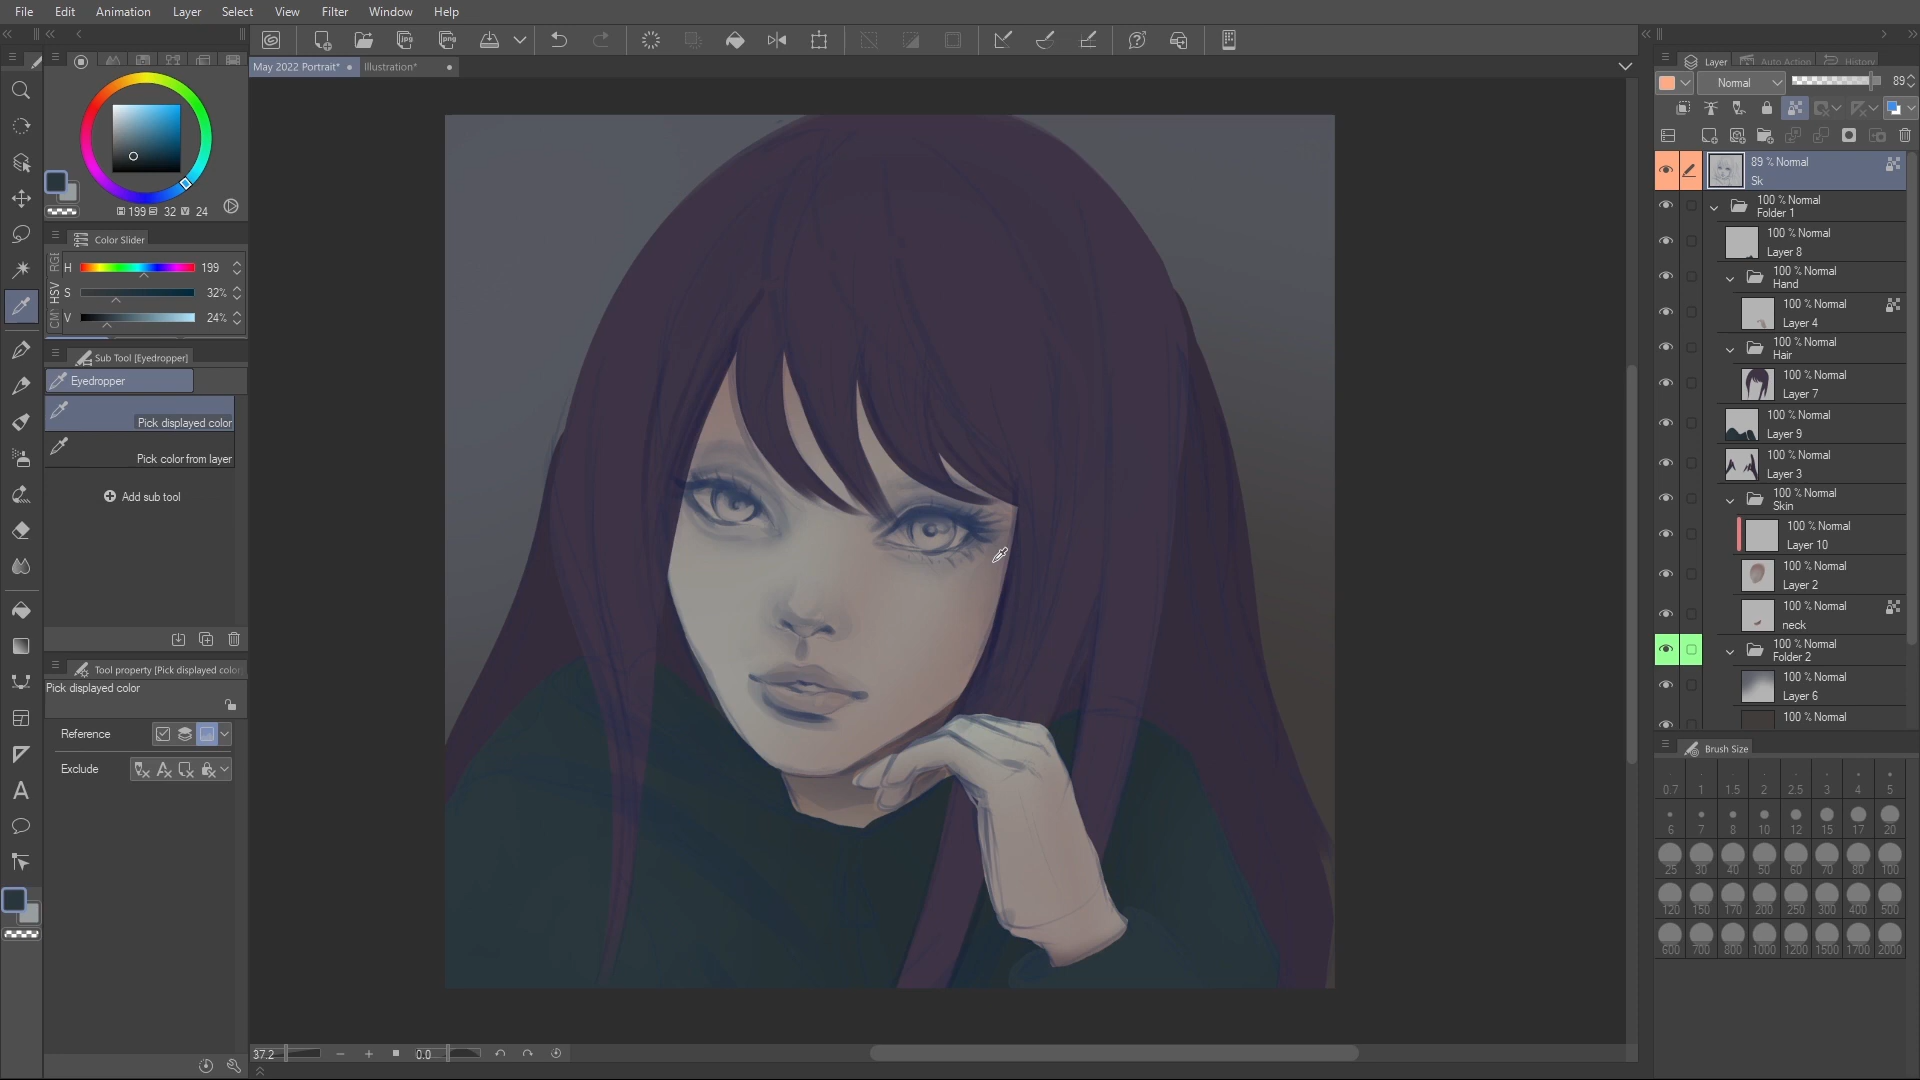 File Edit Animation Layer Select View Filter Window Help
May 2022 Portrait* Illustration*
199 32 24
Color Slider
RGB
HSV
H 199
S 32%
V 24%
Sub Tool [Eyedropper]
Eyedropper
Pick displayed color
Pick color from layer
Add sub tool
Tool property [Pick displayed color
Pick displayed color
Reference
Exclude
A
37.2 0.0
Layer Auto Action History
Normal 89
89 % Normal
Sk
100 % Normal
Folder 1
100 % Normal
Layer 8
100 % Normal
Hand
100 % Normal
Layer 4
100 % Normal
Hair
100 % Normal
Layer 7
100 % Normal
Layer 9
100 % Normal
Layer 3
100 % Normal
Skin
100 % Normal
Layer 10
100 % Normal
Layer 2
100 % Normal
neck
100 % Normal
Folder 2
100 % Normal
Layer 6
100 % Normal
Brush Size
0.7 1 1.5 2 2.5 3 4 5
6 7 8 10 12 15 17 20
25 30 40 50 60 70 80 100
120 150 170 200 250 300 400 500
600 700 800 1000 1200 1500 1700 2000